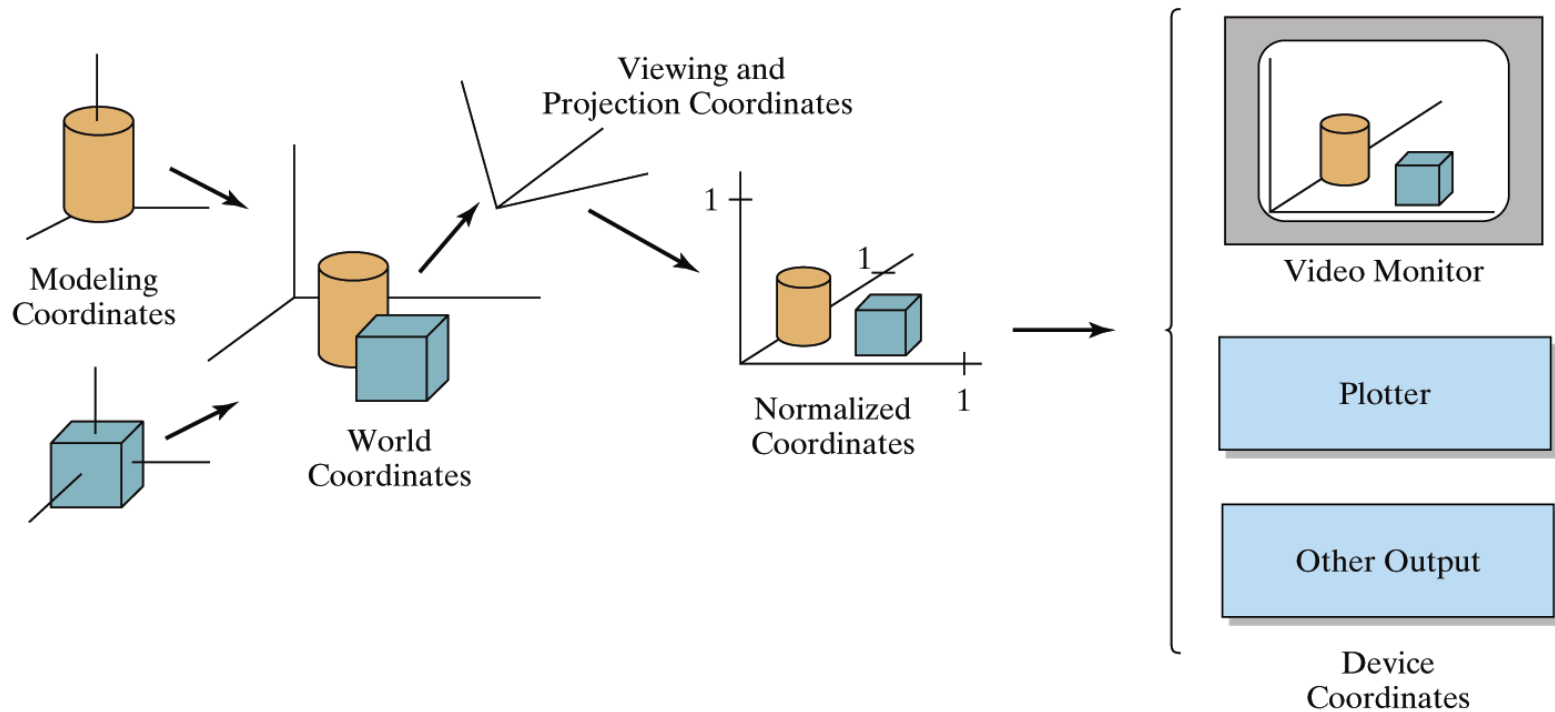 Modeling
Coordinates
World
Coordinates
Viewing and
Projection Coordinates
1
1
1
Normalized
Coordinates
Video Monitor
Plotter
Other Output
Device
Coordinates